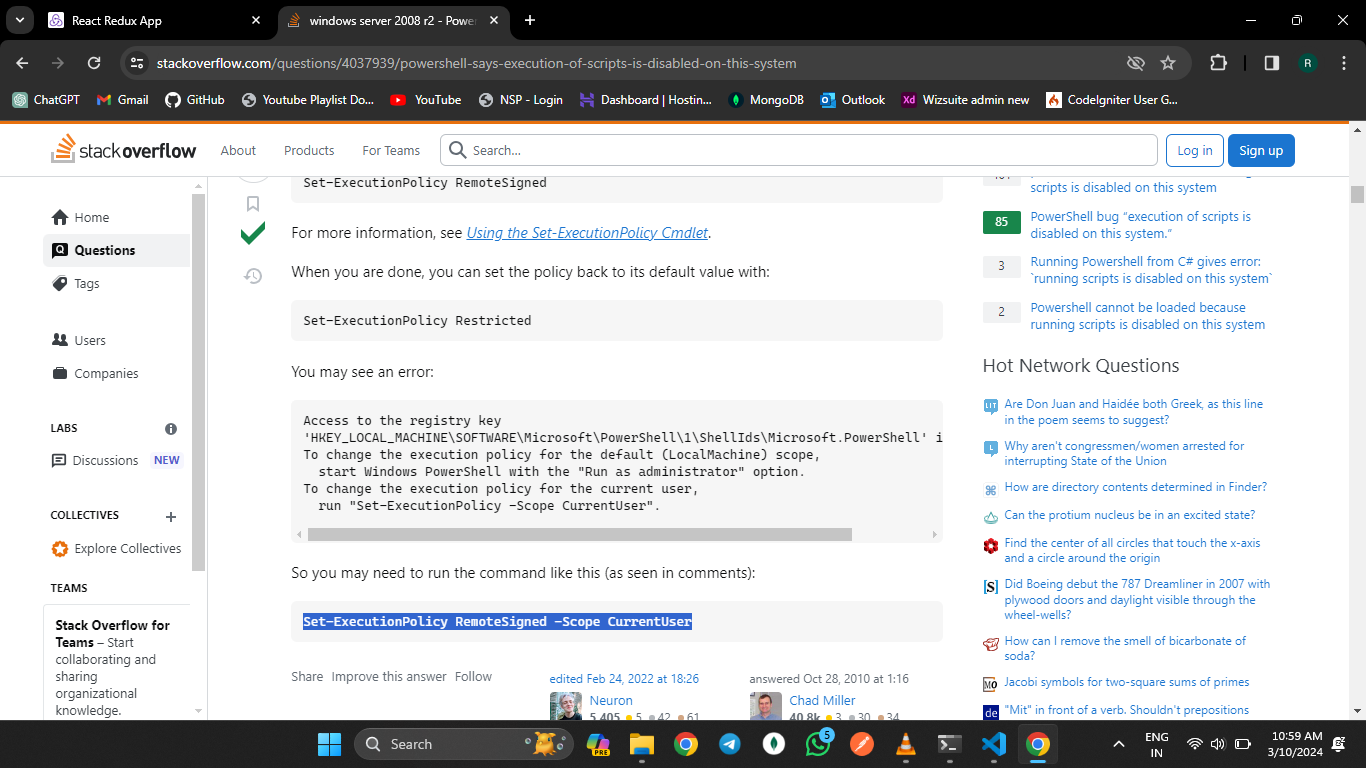 React Redux App
windows server 2008 r2 - Powe
stackoverflow.com/questions/4037939/powershell-says-execution-of-scripts-is-disabled-on-this-system
R
ChatGPT
Gmail
GitHub
Youtube Playlist Do...
YouTube
NSP - Login
Dashboard | Hostin...
MongoDB
Outlook
Xd
Wizsuite admin new
CodeIgniter User G...
stackoverflow
About
Products
For Teams
Search...
Log in
Sign up
Home
Questions
Tags
Users
Companies
LABS
Discussions
NEW
COLLECTIVES
Explore Collectives
TEAMS
Stack Overflow for
Teams – Start
collaborating and
sharing
organizational
knowledge.
Set-ExecutionPolicy RemoteSigned
For more information, see Using the Set-ExecutionPolicy Cmdlet.
When you are done, you can set the policy back to its default value with:
Set-ExecutionPolicy Restricted
You may see an error:
Access to the registry key
'HKEY_LOCAL_MACHINE\SOFTWARE\Microsoft\PowerShell\1\ShellIds\Microsoft.PowerShell' i
To change the execution policy for the default (LocalMachine) scope,
start Windows PowerShell with the "Run as administrator" option.
To change the execution policy for the current user,
run "Set-ExecutionPolicy -Scope CurrentUser".
So you may need to run the command like this (as seen in comments):
Set-ExecutionPolicy RemoteSigned -Scope CurrentUser
Share Improve this answer Follow
edited Feb 24, 2022 at 18:26
Neuron
5,405 5 42 61
answered Oct 28, 2010 at 1:16
Chad Miller
40.8k 3 30 34
scripts is disabled on this system
85
PowerShell bug “execution of scripts is
disabled on this system.”
3
Running Powershell from C# gives error:
`running scripts is disabled on this system`
2
Powershell cannot be loaded because
running scripts is disabled on this system
Hot Network Questions
Are Don Juan and Haidée both Greek, as this line
in the poem seems to suggest?
Why aren't congressmen/women arrested for
interrupting State of the Union
How are directory contents determined in Finder?
Can the protium nucleus be in an excited state?
Find the center of all circles that touch the x-axis
and a circle around the origin
Did Boeing debut the 787 Dreamliner in 2007 with
plywood doors and daylight visible through the
wheel-wells?
How can I remove the smell of bicarbonate of
soda?
Jacobi symbols for two-square sums of primes
de
"Mit" in front of a verb. Shouldn't prepositions
Search
PRE
5
ENG
IN
10:59 AM
3/10/2024